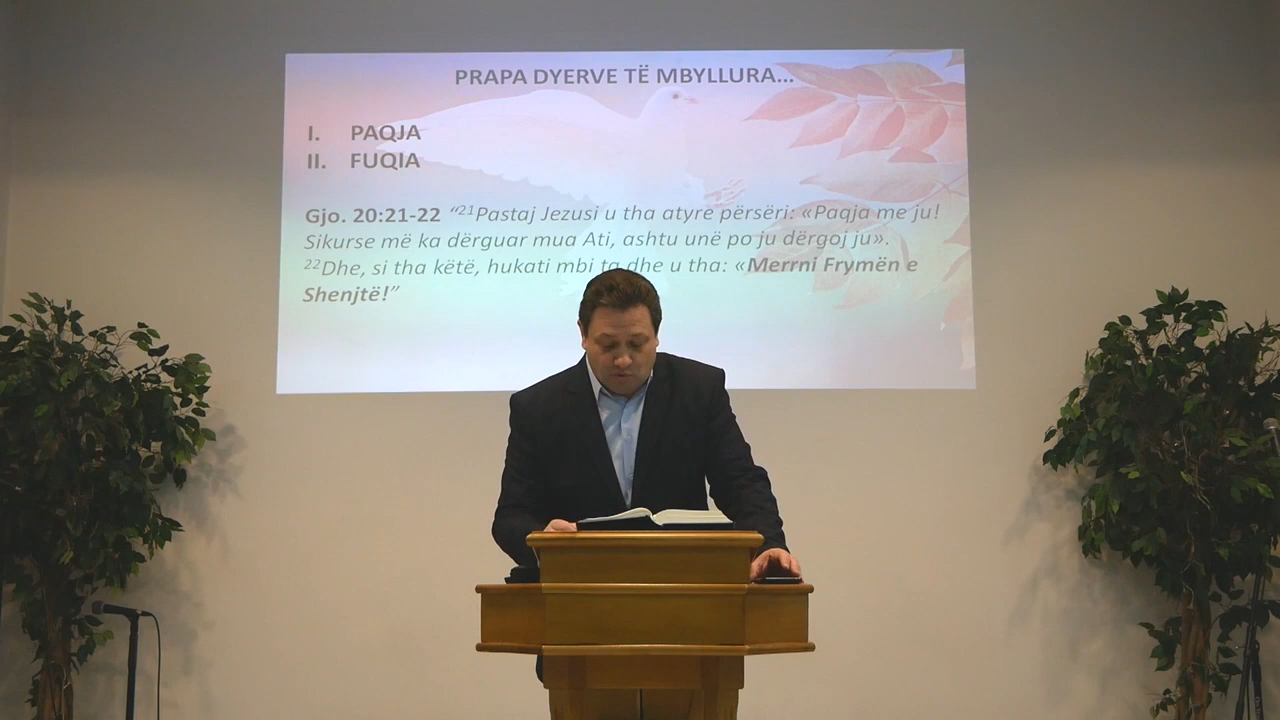 PRAPA DYERVE TË MBYLLURA...
I. PAQJA
II. FUQIA
Gjo. 20:21-22 “²¹Pastaj Jezusi u tha atyre përsëri: «Paqja me ju!
Sikurse më ka dërguar mua Ati, ashtu unë po ju dërgoj ju».
²²Dhe, si tha këtë, hukati mbi ta dhe u tha: «Merrni Frymën e
Shenjtë!”